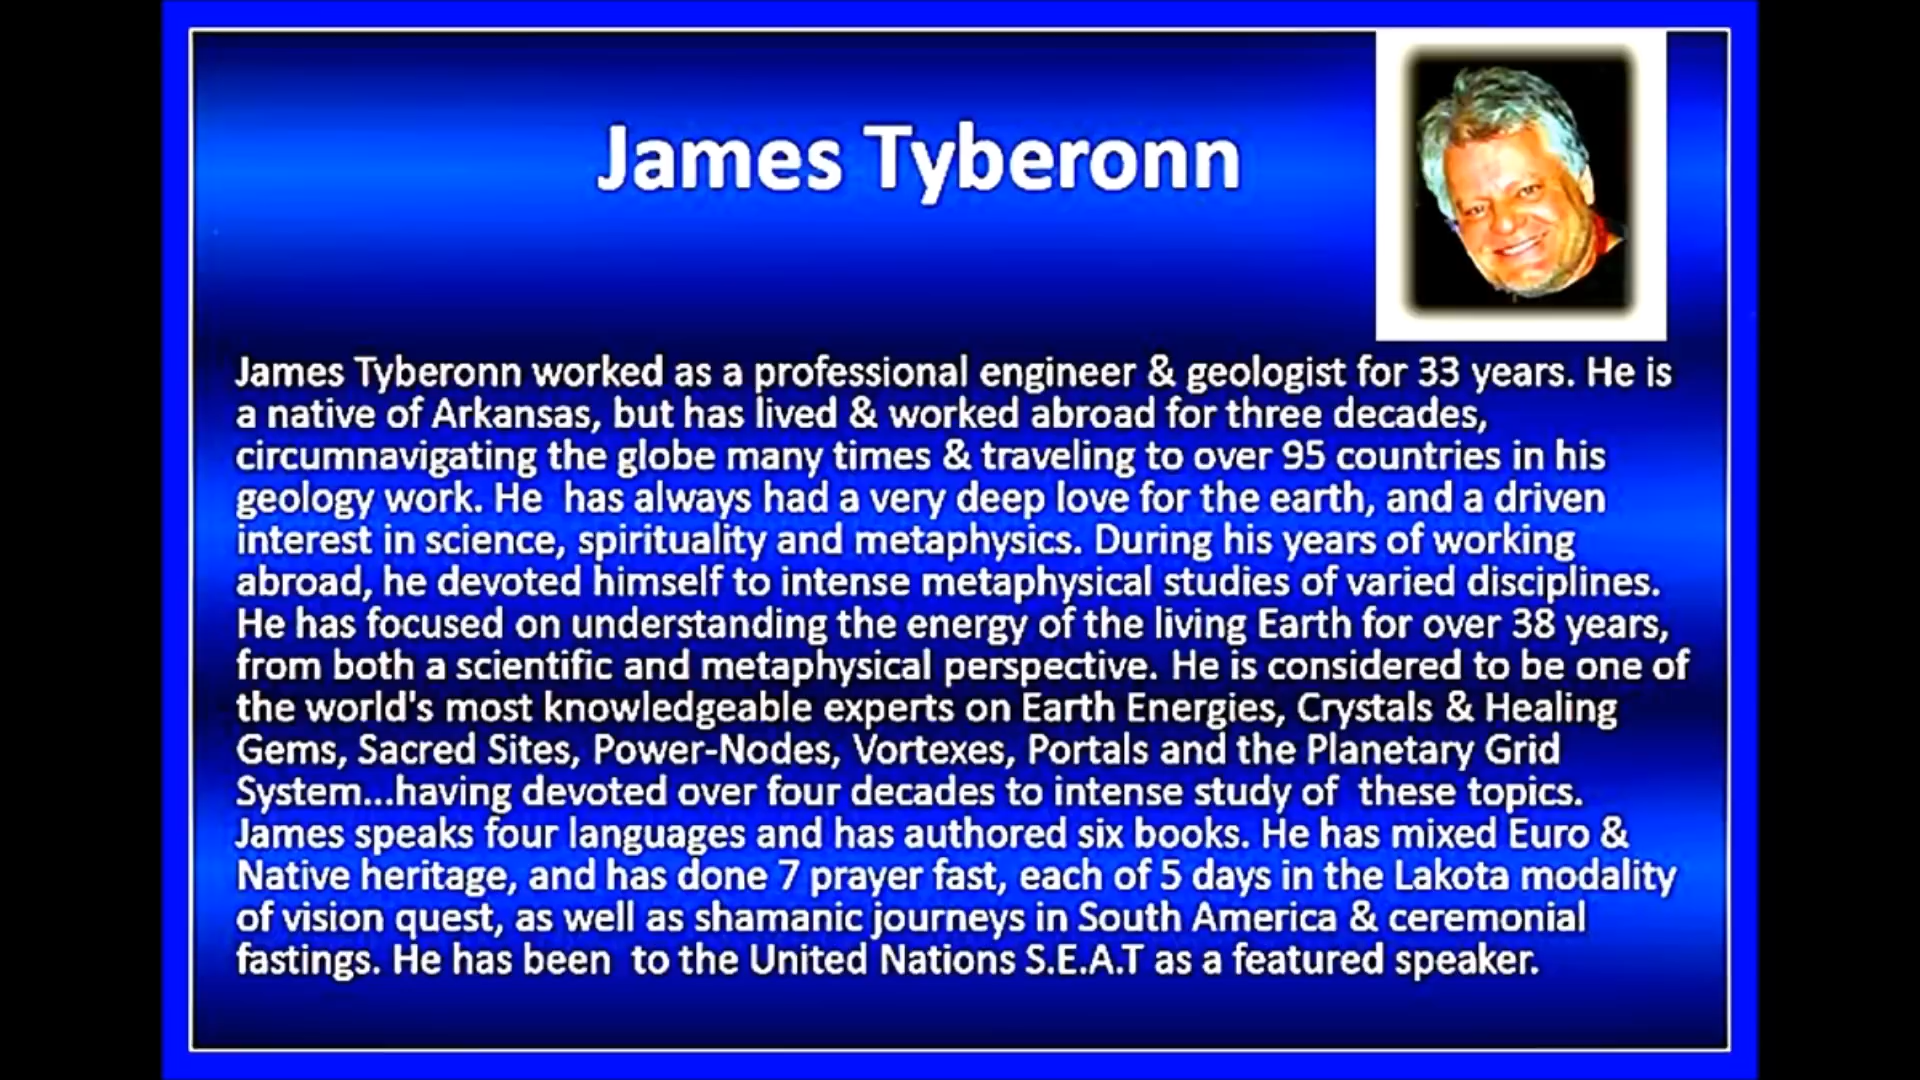 James Tyberonn
James Tyberonn worked as a professional engineer & geologist for 33 years. He is
a native of Arkansas, but has lived & worked abroad for three decades,
circumnavigating the globe many times & traveling to over 95 countries in his
geology work. He  has always had a very deep love for the earth, and a driven
interest in science, spirituality and metaphysics. During his years of working
abroad, he devoted himself to intense metaphysical studies of varied disciplines.
He has focused on understanding the energy of the living Earth for over 38 years,
from both a scientific and metaphysical perspective. He is considered to be one of
the world's most knowledgeable experts on Earth Energies, Crystals & Healing
Gems, Sacred Sites, Power-Nodes, Vortexes, Portals and the Planetary Grid
System...having devoted over four decades to intense study of  these topics.
James speaks four languages and has authored six books. He has mixed Euro &
Native heritage, and has done 7 prayer fast, each of 5 days in the Lakota modality
of vision quest, as well as shamanic journeys in South America & ceremonial
fastings. He has been  to the United Nations S.E.A.T as a featured speaker.